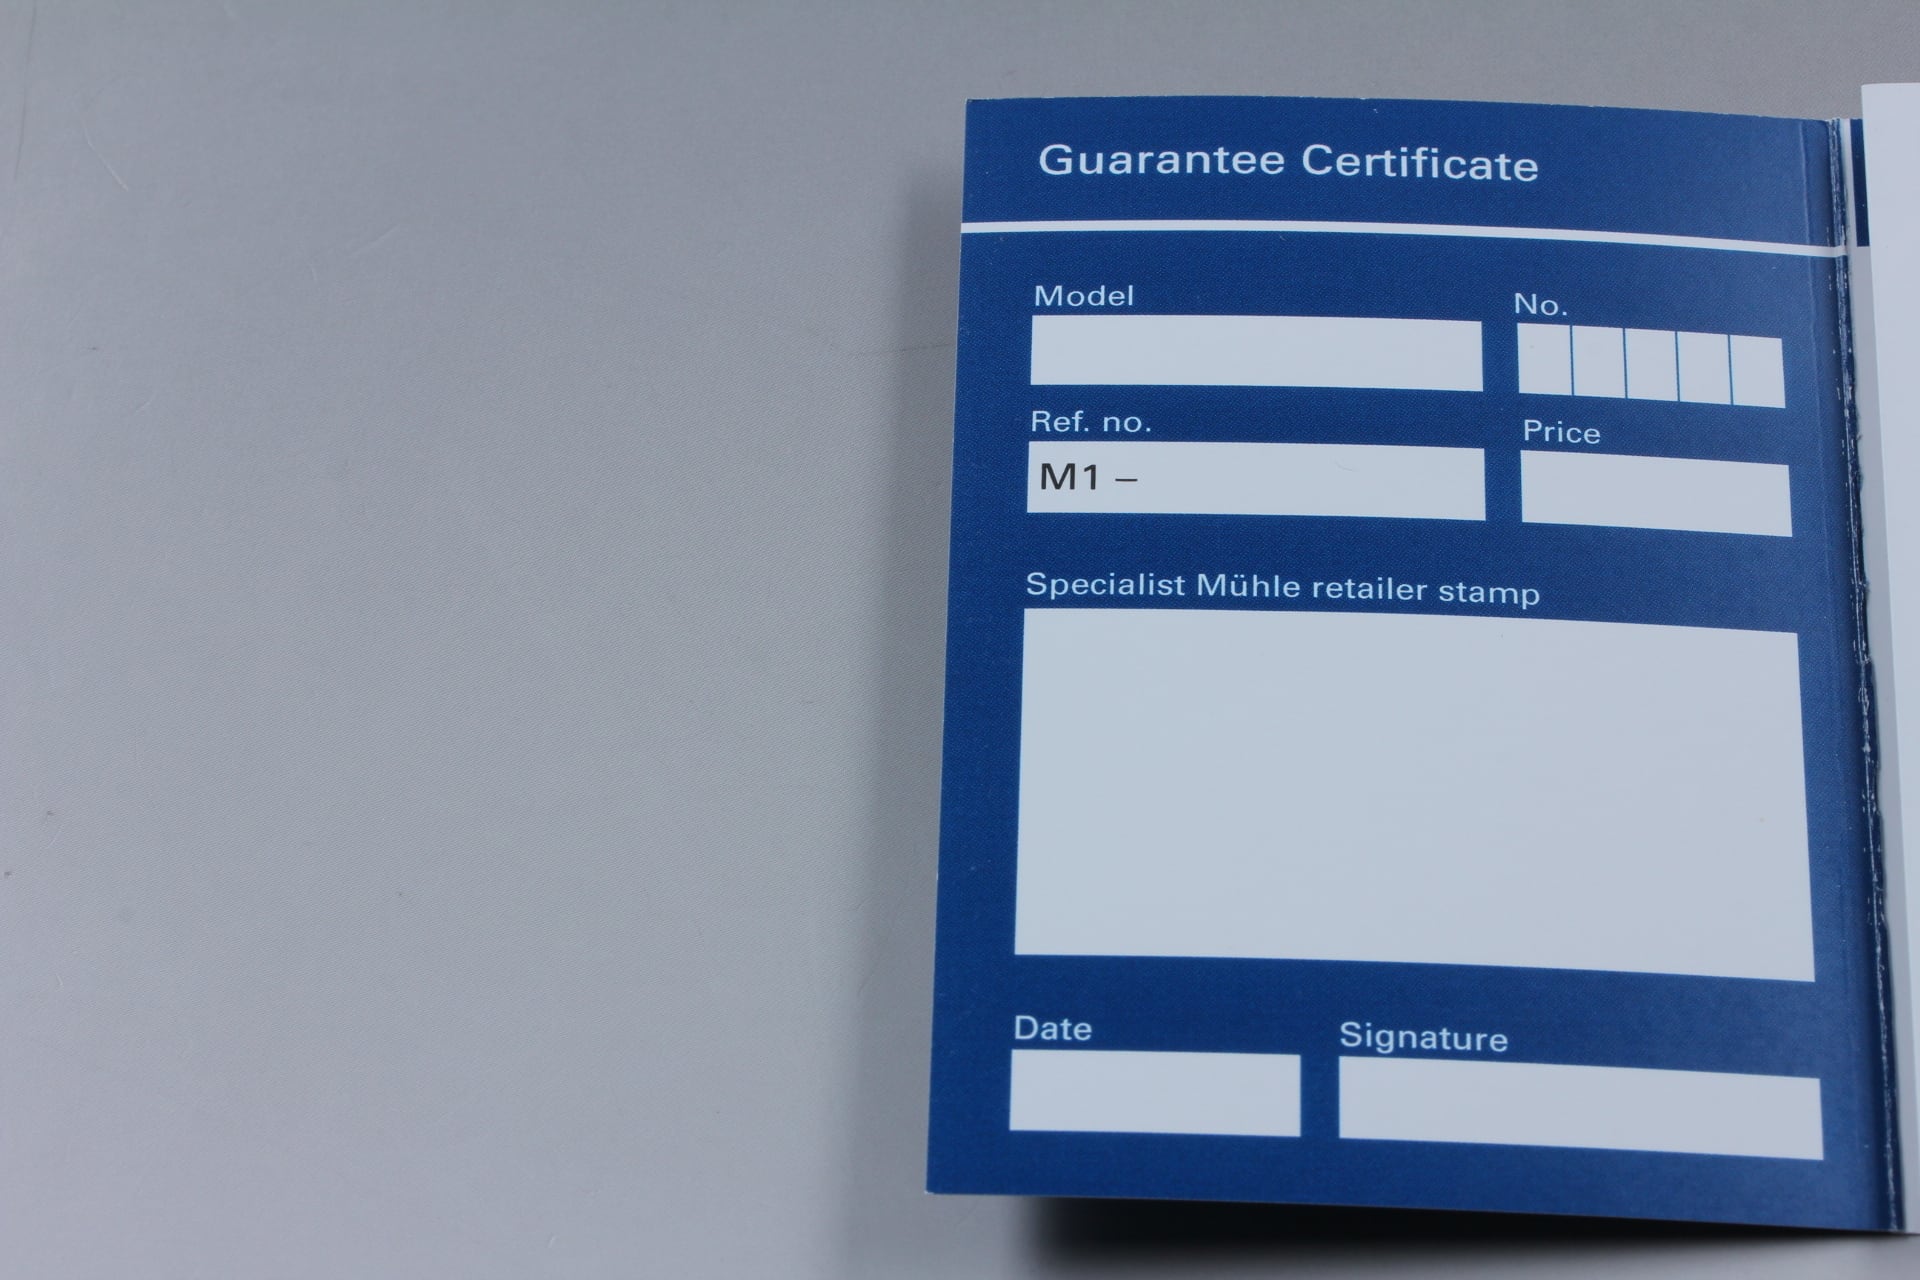 Guarantee Certificate
Model No.
Ref. no. Price
M1 –
Specialist Mühle retailer stamp
Date Signature